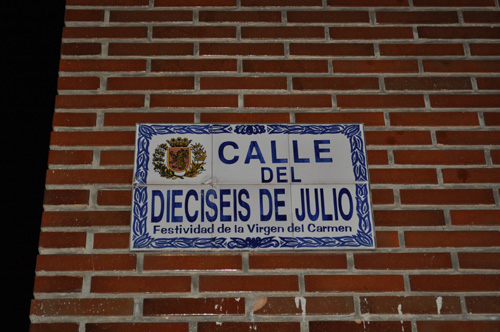 CALLE
DEL
DIECISEIS DE JULIO
Festividad de la Virgen del Carmen